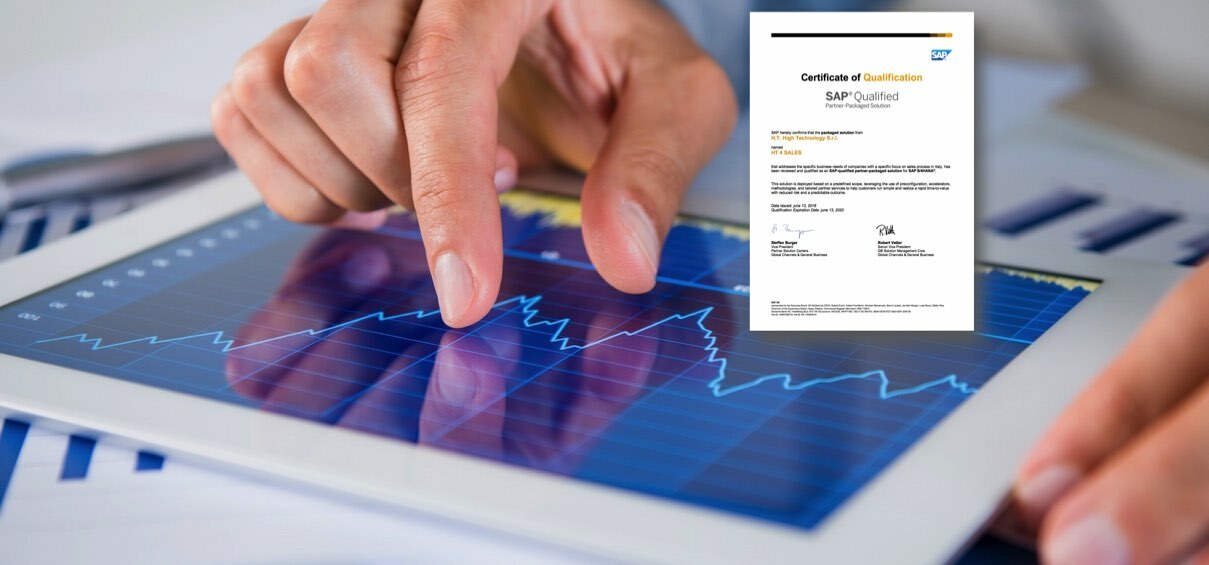 SAP
Certificate of Qualification
SAP® Qualified
Partner-Packaged Solution
SAP hereby confirms that the packaged solution from
H.T. High Technology S.r.l.
named
HT 4 SALES
that addresses the specific business needs of companies with a specific focus on sales process in Italy, has
been reviewed and qualified as an SAP-qualified partner-packaged solution for SAP S/4HANA®.
This solution is deployed based on a predefined scope, leveraging the use of preconfiguration, accelerators,
methodologies, and tailored partner services to help customers run simple and realize a rapid time-to-value
with reduced risk and a predictable outcome.
Date Issued: june 13, 2018
Qualification Expiration Date: june 13, 2020
Steffen Burger
Vice President
Partner Solution Centers
Global Channels & General Business
Robert Vetter
Senior Vice President
GB Solution Management Core
Global Channels & General Business
100